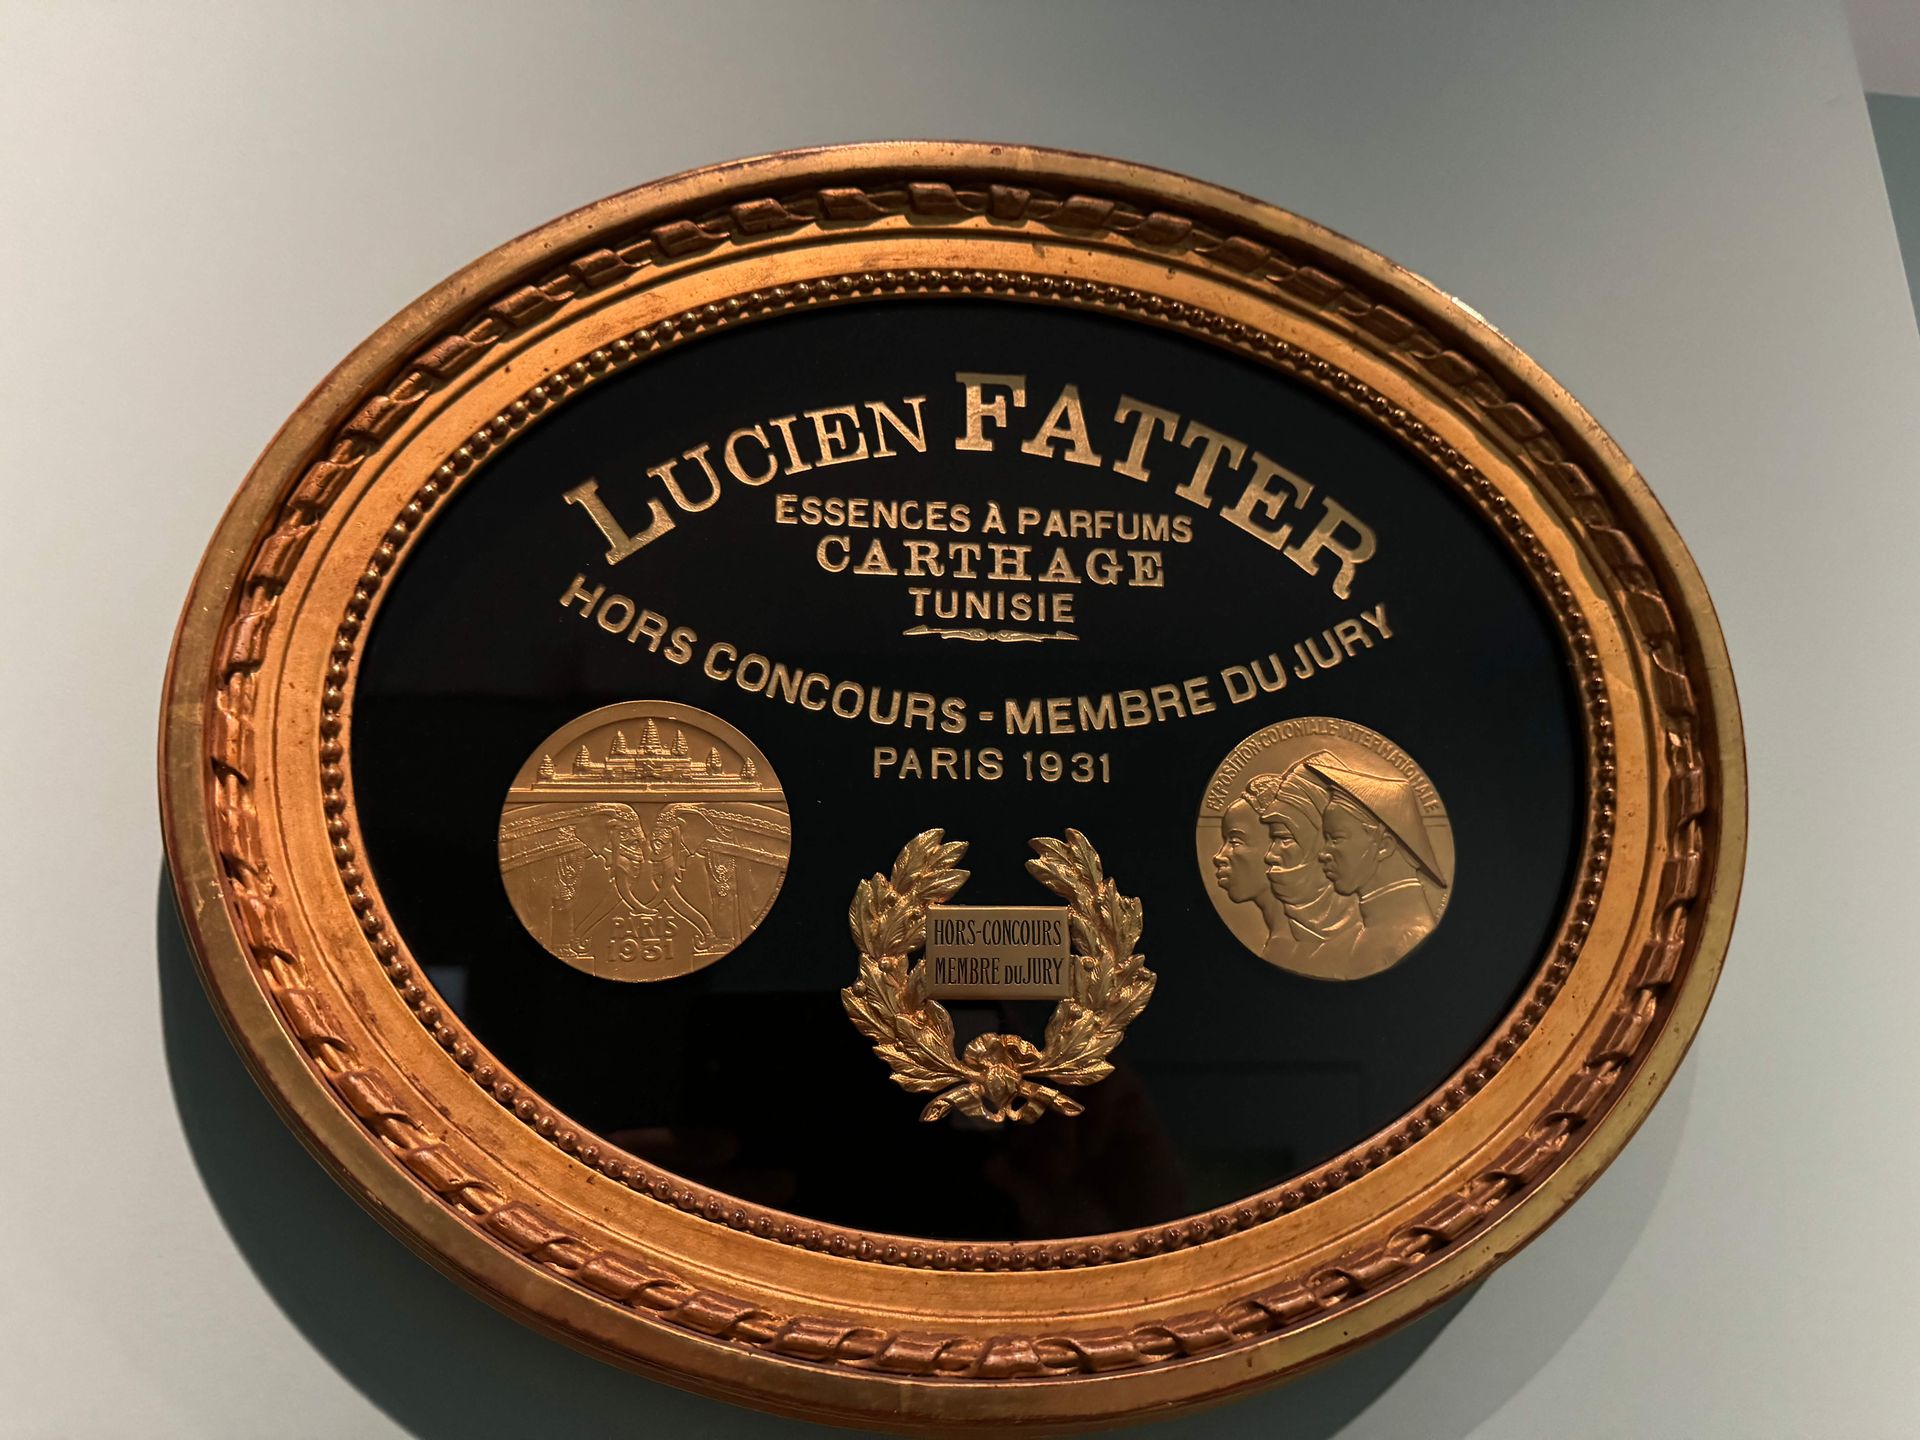 LUCIEN FATTER
ESSENCES À PARFUMS
CARTHAGE
TUNISIE
HORS CONCOURS - MEMBRE DU JURY
PARIS 1931
PARIS
1931
EXPOSITION·COLONIALE·INTERNATIONALE
HORS-CONCOURS
MEMBRE DU JURY